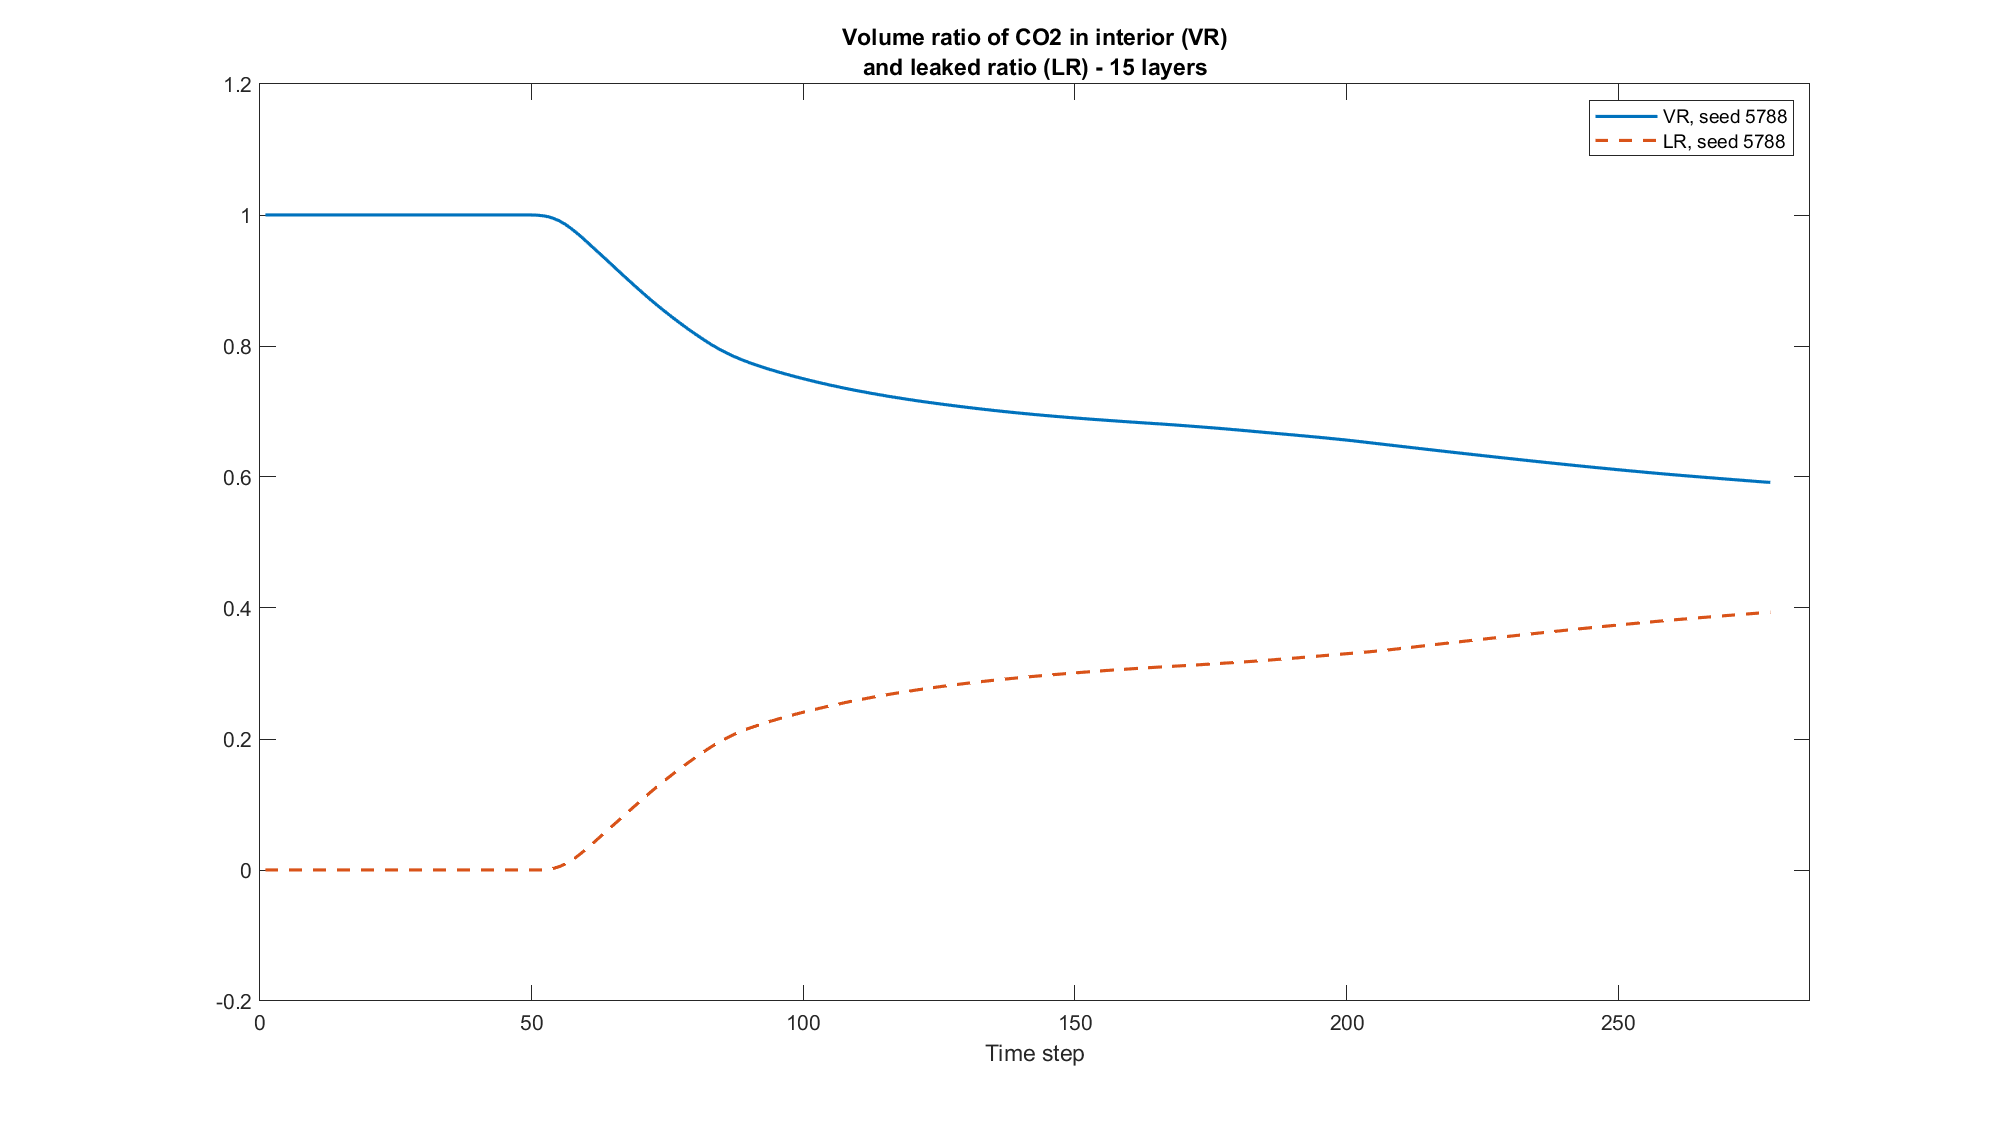 Volume ratio of CO2 in interior (VR)
and leaked ratio (LR) - 15 layers
1.2
1
0.8
0.6
0.4
0.2
0
-0.2
VR, seed 5788
LR, seed 5788
0 50 100 150 200 250
Time step